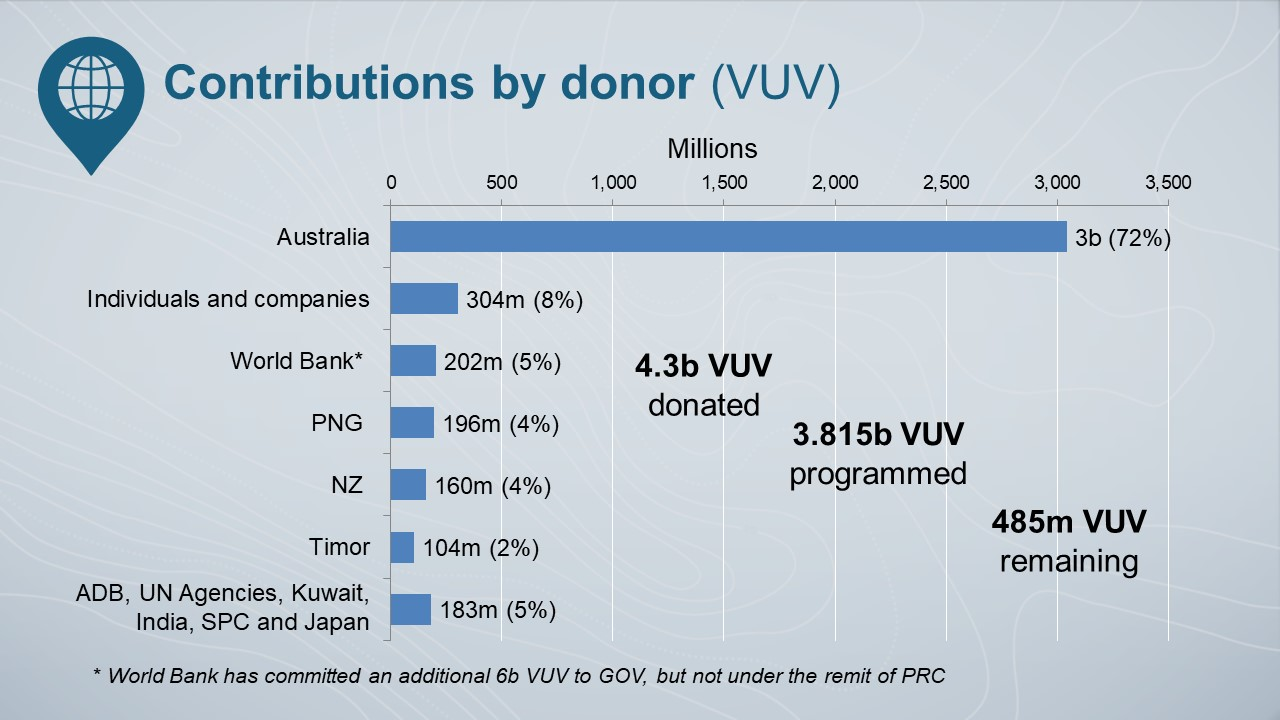 Contributions by donor (VUV)
Millions
0 500 1,000 1,500 2,000 2,500 3,000 3,500
Australia 3b (72%)
Individuals and companies 304m (8%)
World Bank* 202m (5%)
PNG 196m (4%)
NZ 160m (4%)
Timor 104m (2%)
ADB, UN Agencies, Kuwait,
India, SPC and Japan 183m (5%)
4.3b VUV
donated
3.815b VUV
programmed
485m VUV
remaining
* World Bank has committed an additional 6b VUV to GOV, but not under the remit of PRC